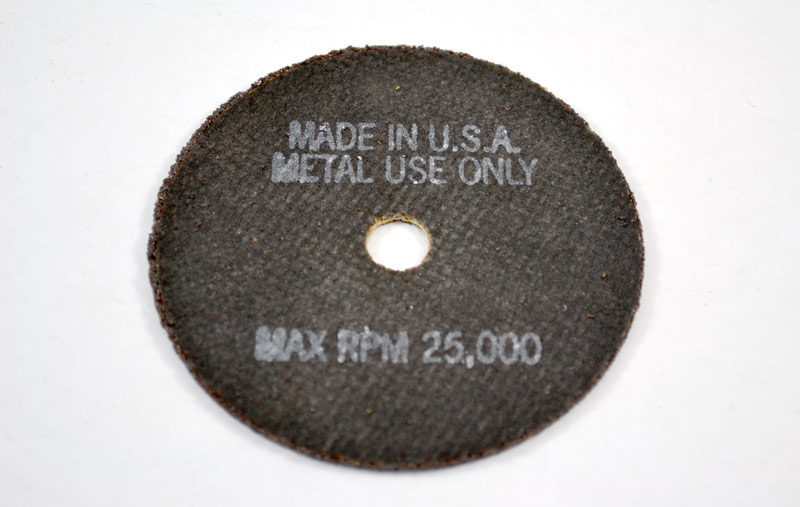 MADE IN U.S.A.
METAL USE ONLY
MAX RPM 25,000